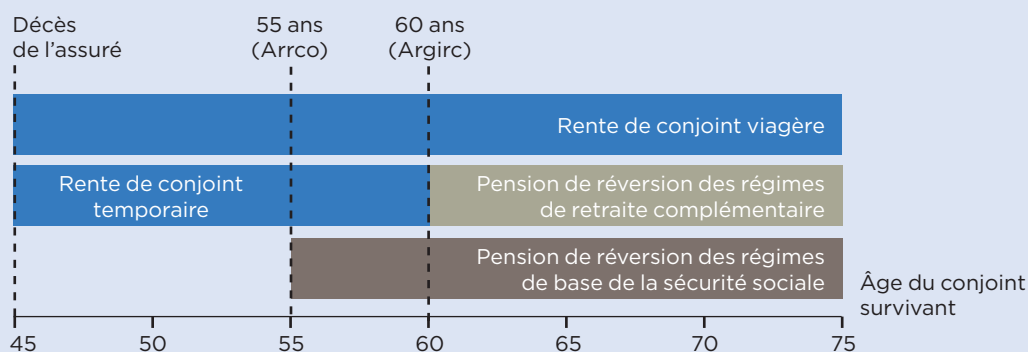 Décès
de l’assuré
55 ans
(Arrco)
60 ans
(Argirc)
Rente de conjoint viagère
Rente de conjoint
temporaire
Pension de réversion des régimes
de retraite complémentaire
Pension de réversion des régimes
de base de la sécurité sociale
Âge du conjoint
survivant
45 50 55 60 65 70 75